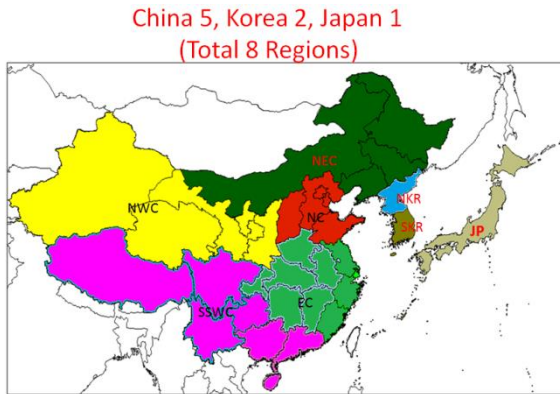 China 5, Korea 2, Japan 1
(Total 8 Regions)
NEC
NKR
NWC
NC
SKR
JP
EC
SSWC